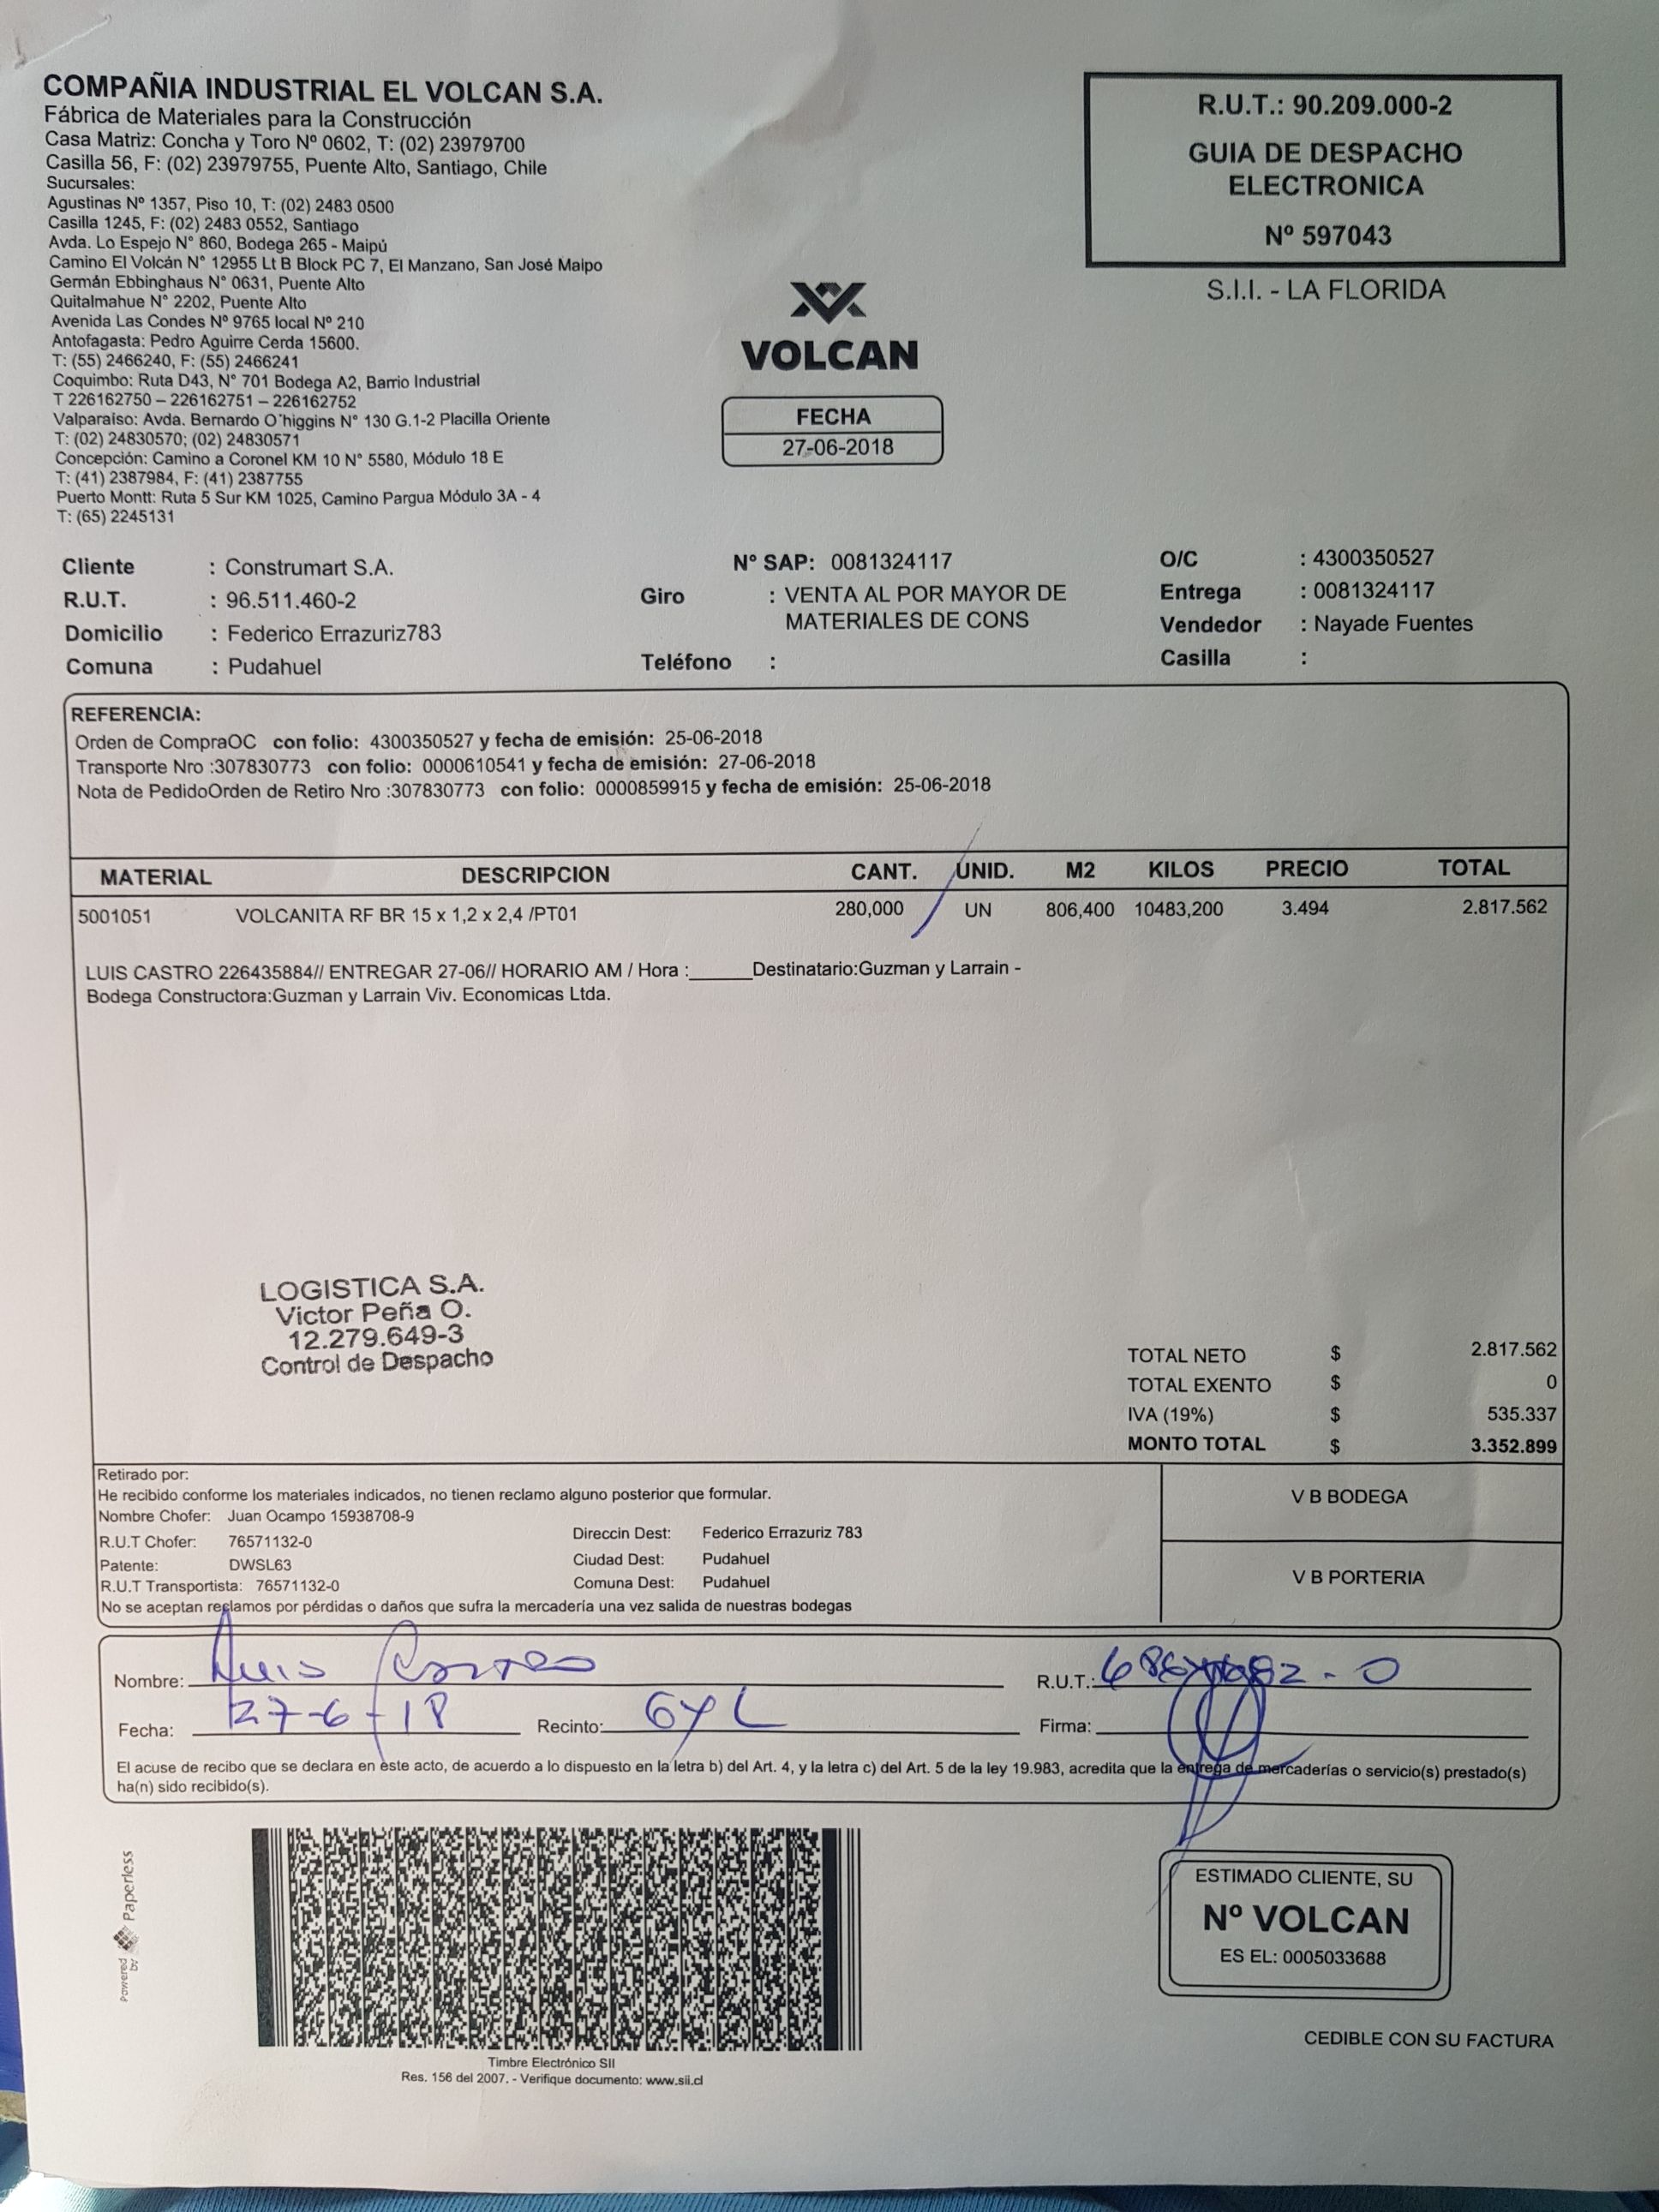 COMPAÑIA INDUSTRIAL EL VOLCAN S.A.
Fábrica de Materiales para la Construcción
Casa Matriz: Concha y Toro Nº 0602, T: (02) 23979700
Casilla 56, F: (02) 23979755, Puente Alto, Santiago, Chile
Sucursales:
Agustinas Nº 1357, Piso 10, T: (02) 2483 0500
Casilla 1245, F: (02) 2483 0552, Santiago
Avda. Lo Espejo N° 860, Bodega 265 - Maipú
Camino El Volcán N° 12955 Lt B Block PC 7, El Manzano, San José Maipo
Germán Ebbinghaus N° 0631, Puente Alto
Quitalmahue N° 2202, Puente Alto
Avenida Las Condes Nº 9765 local Nº 210
Antofagasta: Pedro Aguirre Cerda 15600.
T: (55) 2466240, F: (55) 2466241
Coquimbo: Ruta D43, N° 701 Bodega A2, Barrio Industrial
T 226162750 – 226162751 – 226162752
Valparaiso: Avda. Bernardo O´higgins N° 130 G.1-2 Placilla Oriente
T: (02) 24830570; (02) 24830571
Concepción: Camino a Coronel KM 10 N° 5580, Módulo 18 E
T: (41) 2387984, F: (41) 2387755
Puerto Montt: Ruta 5 Sur KM 1025, Camino Pargua Módulo 3A - 4
T: (65) 2245131
VOLCAN
FECHA
27-06-2018
R.U.T.: 90.209.000-2
GUIA DE DESPACHO
ELECTRONICA
Nº 597043
S.I.I. - LA FLORIDA
Cliente : Construmart S.A.
R.U.T. : 96.511.460-2
Domicilio : Federico Errazuriz783
Comuna : Pudahuel
Nº SAP: 0081324117
Giro : VENTA AL POR MAYOR DE
MATERIALES DE CONS
Teléfono :
O/C : 4300350527
Entrega : 0081324117
Vendedor : Nayade Fuentes
Casilla :
REFERENCIA:
Orden de CompraOC con folio: 4300350527 y fecha de emisión: 25-06-2018
Transporte Nro :307830773 con folio: 0000610541 y fecha de emisión: 27-06-2018
Nota de PedidoOrden de Retiro Nro :307830773 con folio: 0000859915 y fecha de emisión: 25-06-2018
MATERIAL DESCRIPCION CANT. UNID. M2 KILOS PRECIO TOTAL
5001051 VOLCANITA RF BR 15 x 1,2 x 2,4 /PT01 280,000 UN 806,400 10483,200 3.494 2.817.562
LUIS CASTRO 226435884// ENTREGAR 27-06// HORARIO AM / Hora :______Destinatario:Guzman y Larrain -
Bodega Constructora:Guzman y Larrain Viv. Economicas Ltda.
LOGISTICA S.A.
Victor Peña O.
12.279.649-3
Control de Despacho
TOTAL NETO $ 2.817.562
TOTAL EXENTO $ 0
IVA (19%) $ 535.337
MONTO TOTAL $ 3.352.899
Retirado por:
He recibido conforme los materiales indicados, no tienen reclamo alguno posterior que formular.
Nombre Chofer: Juan Ocampo 15938708-9
R.U.T Chofer: 76571132-0
Patente: DWSL63
R.U.T Transportista: 76571132-0
Direccin Dest: Federico Errazuriz 783
Ciudad Dest: Pudahuel
Comuna Dest: Pudahuel
No se aceptan reclamos por pérdidas o daños que sufra la mercadería una vez salida de nuestras bodegas
V B BODEGA
V B PORTERIA
Nombre: Luis Castro R.U.T.:
Fecha: 27-6-18 Recinto: GYL Firma:
El acuse de recibo que se declara en este acto, de acuerdo a lo dispuesto en la letra b) del Art. 4, y la letra c) del Art. 5 de la ley 19.983, acredita que la entrega de mercaderías o servicio(s) prestado(s)
ha(n) sido recibido(s).
Powered by Paperless
Timbre Electrónico SII
Res. 156 del 2007. - Verifique documento: www.sii.cl
ESTIMADO CLIENTE, SU
Nº VOLCAN
ES EL: 0005033688
CEDIBLE CON SU FACTURA